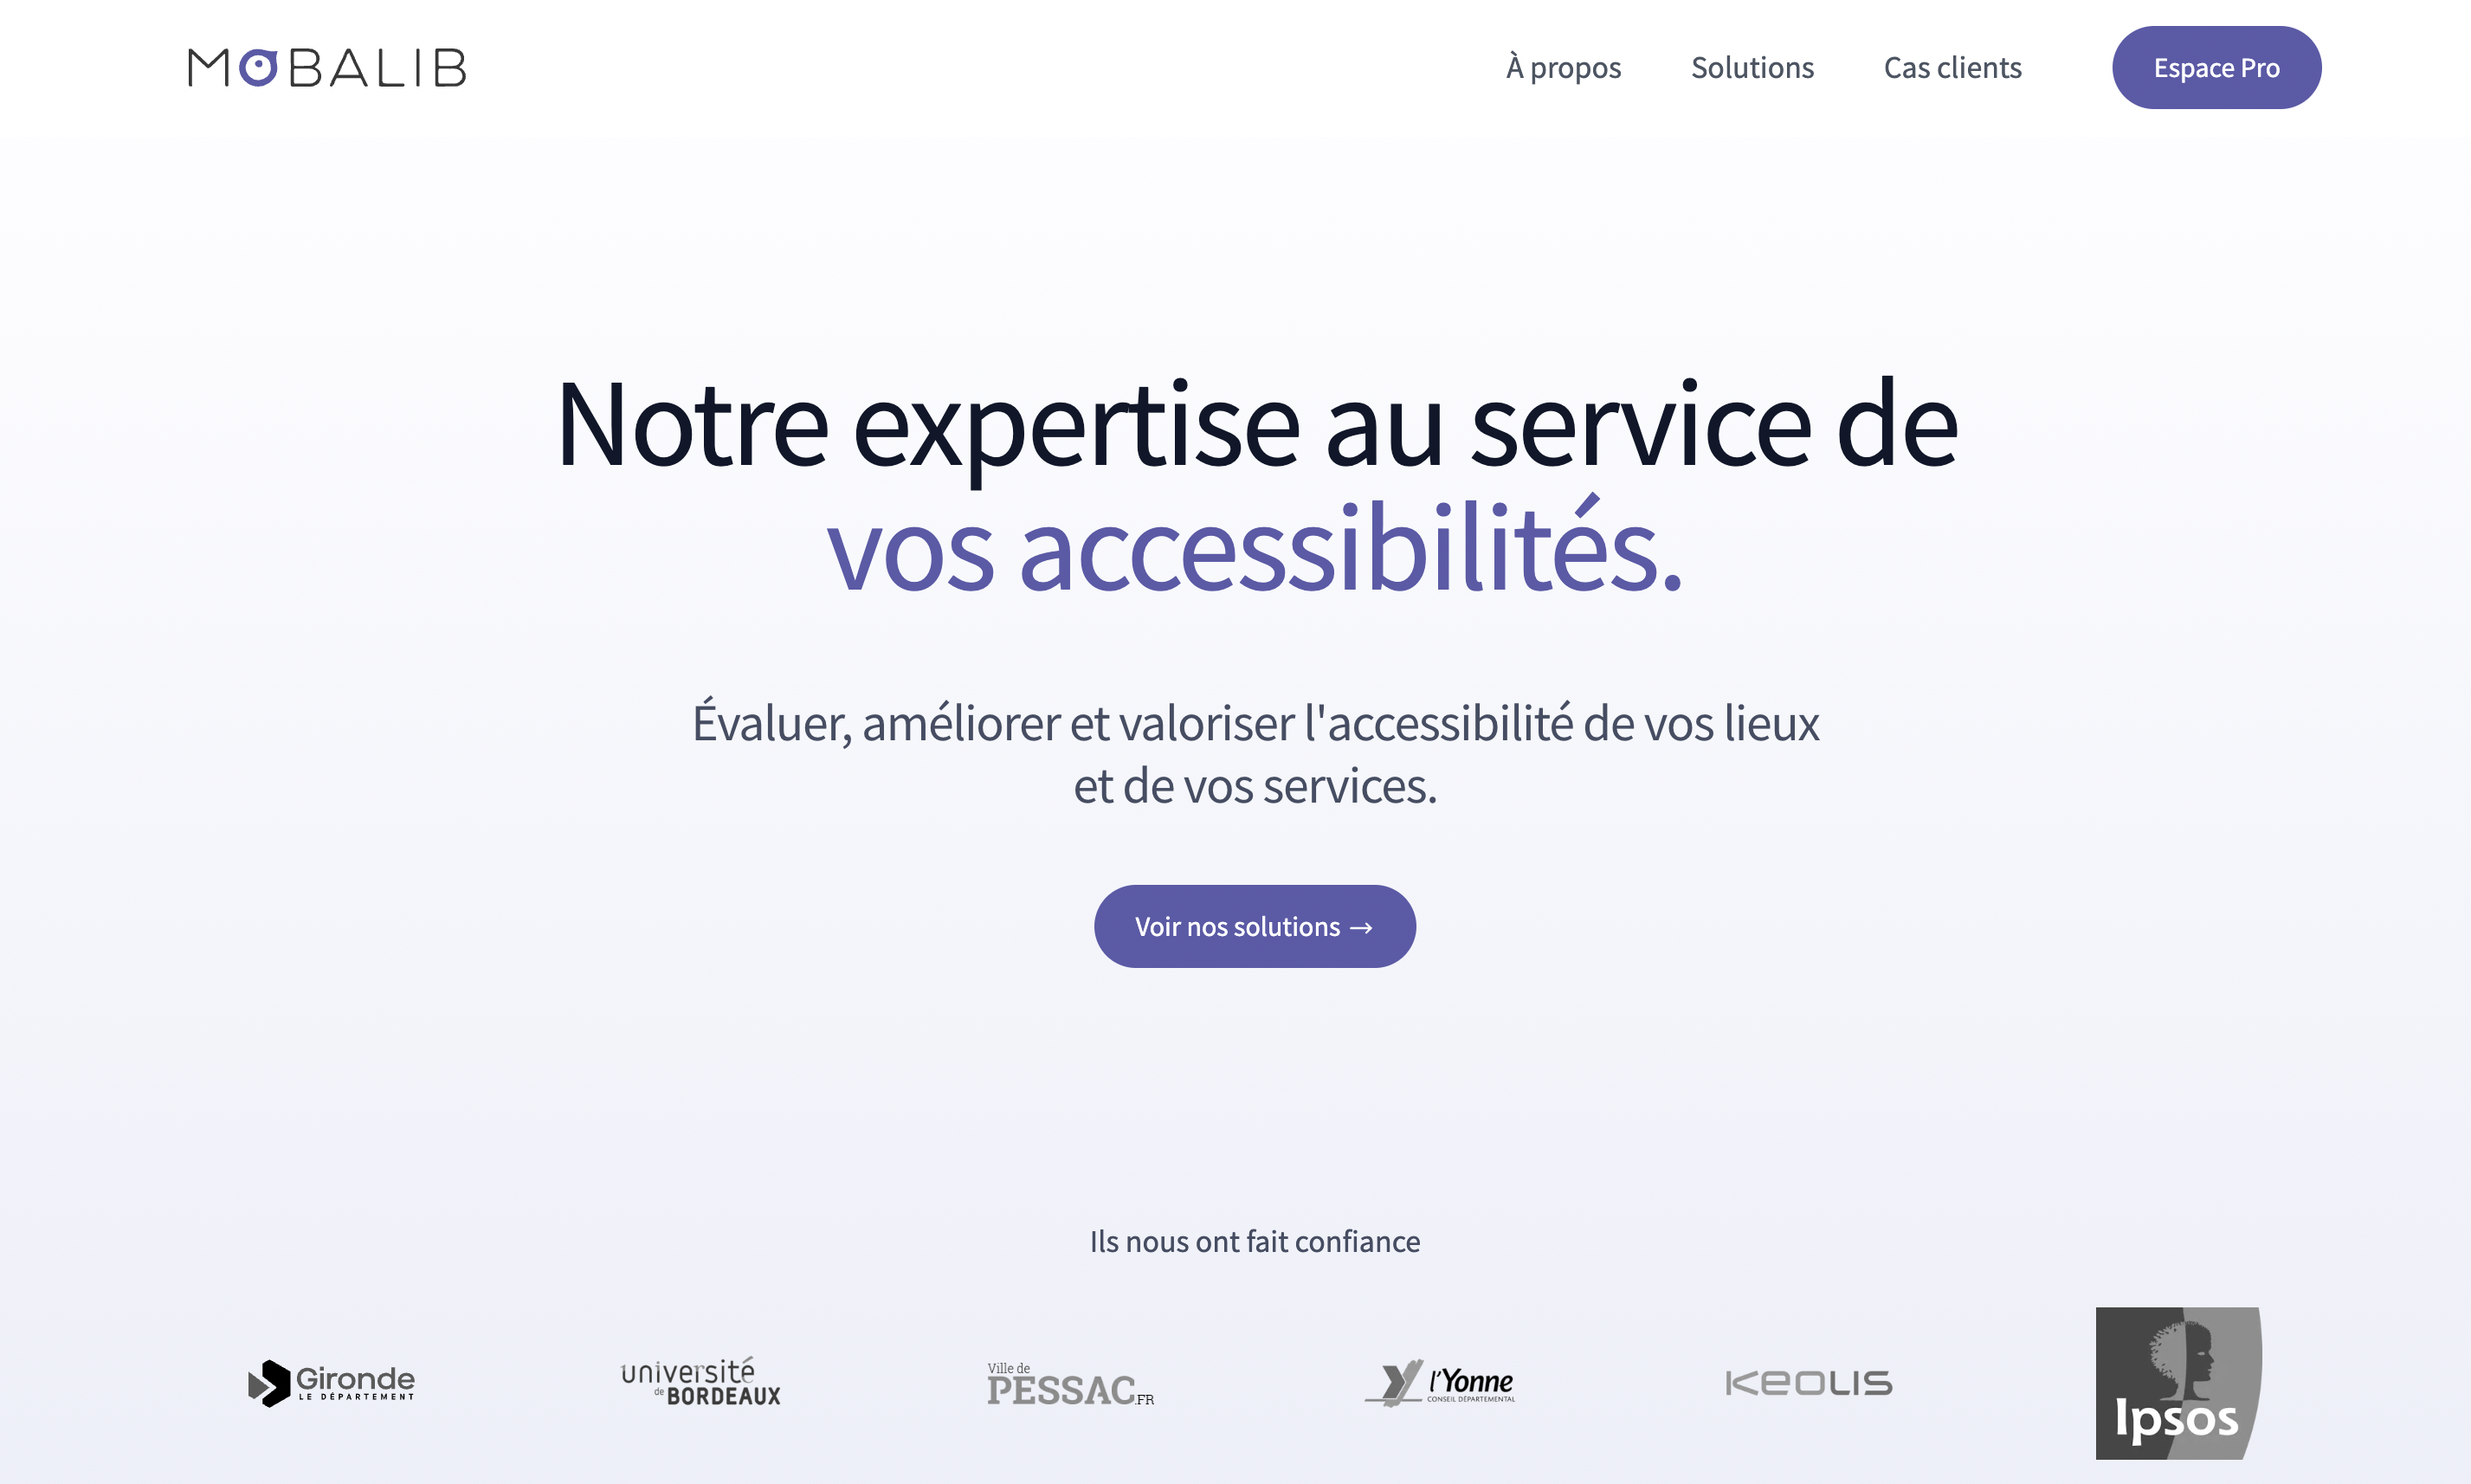 MOBALIB
À propos
Solutions
Cas clients
Espace Pro
Notre expertise au service de
vos accessibilités.
Évaluer, améliorer et valoriser l'accessibilité de vos lieux
et de vos services.
Voir nos solutions →
Ils nous ont fait confiance
Gironde
LE DÉPARTEMENT
université
de BORDEAUX
Ville de
PESSAC.FR
l'Yonne
CONSEIL DÉPARTEMENTAL
KEOLIS
Ipsos